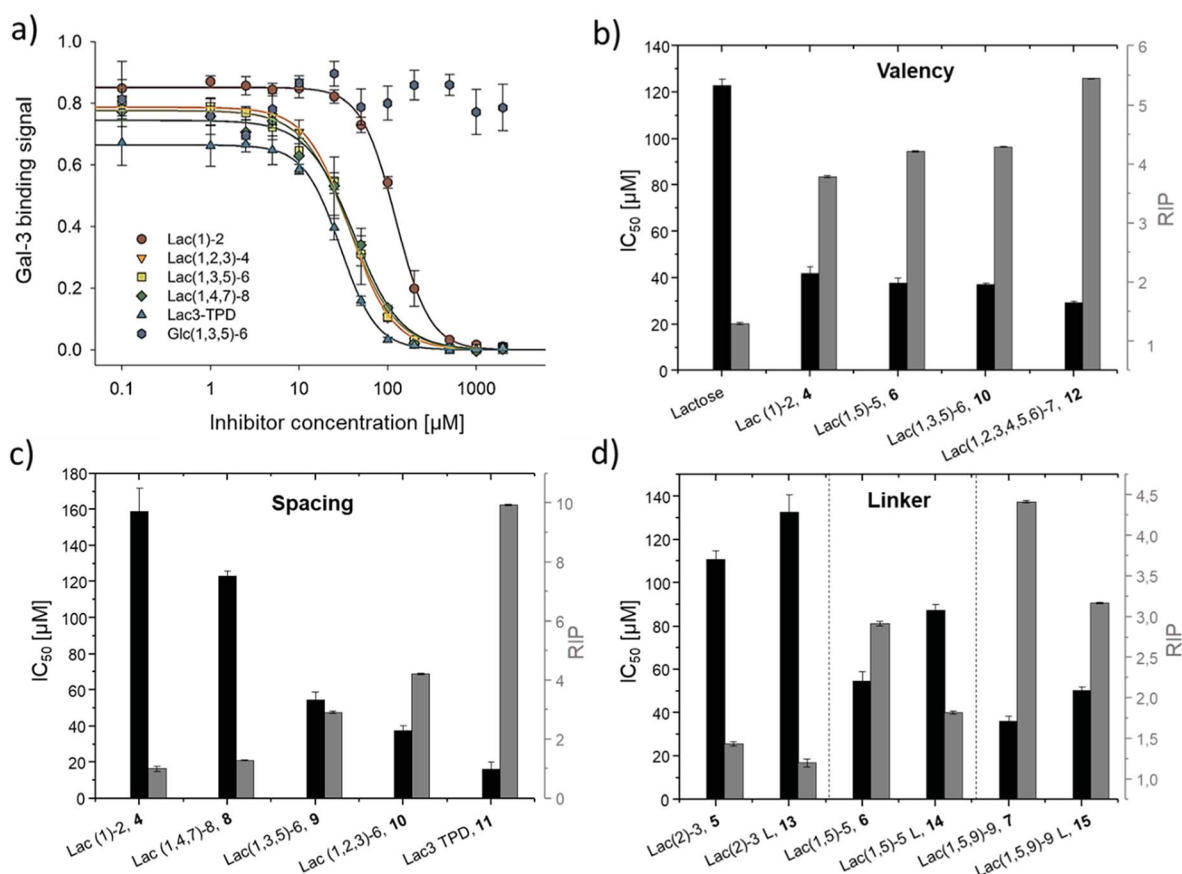 a)
Gal-3 binding signal
1.0
0.8
0.6
0.4
0.2
0.0
Lac(1)-2
Lac(1,2,3)-4
Lac(1,3,5)-6
Lac(1,4,7)-8
Lac3-TPD
Glc(1,3,5)-6
0.1 1 10 100 1000
Inhibitor concentration [µM]
b)
Valency
IC50 [µM]
140
120
100
80
60
40
20
0
6
5
4
3
2
1
RIP
Lactose
Lac (1)-2, 4
Lac(1,5)-5, 6
Lac(1,3,5)-6, 10
Lac(1,2,3,4,5,6)-7, 12
c)
Spacing
IC50 [µM]
180
160
140
120
100
80
60
40
20
0
10
8
6
4
2
0
RIP
Lac (1)-2, 4
Lac (1,4,7)-8, 8
Lac(1,3,5)-6, 9
Lac (1,2,3)-6, 10
Lac3 TPD, 11
d)
Linker
IC50 [µM]
140
120
100
80
60
40
20
0
4,5
4,0
3,5
3,0
2,5
2,0
1,5
1,0
RIP
Lac(2)-3, 5
Lac(2)-3 L, 13
Lac(1,5)-5, 6
Lac(1,5)-5 L, 14
Lac(1,5,9)-9, 7
Lac(1,5,9)-9 L, 15